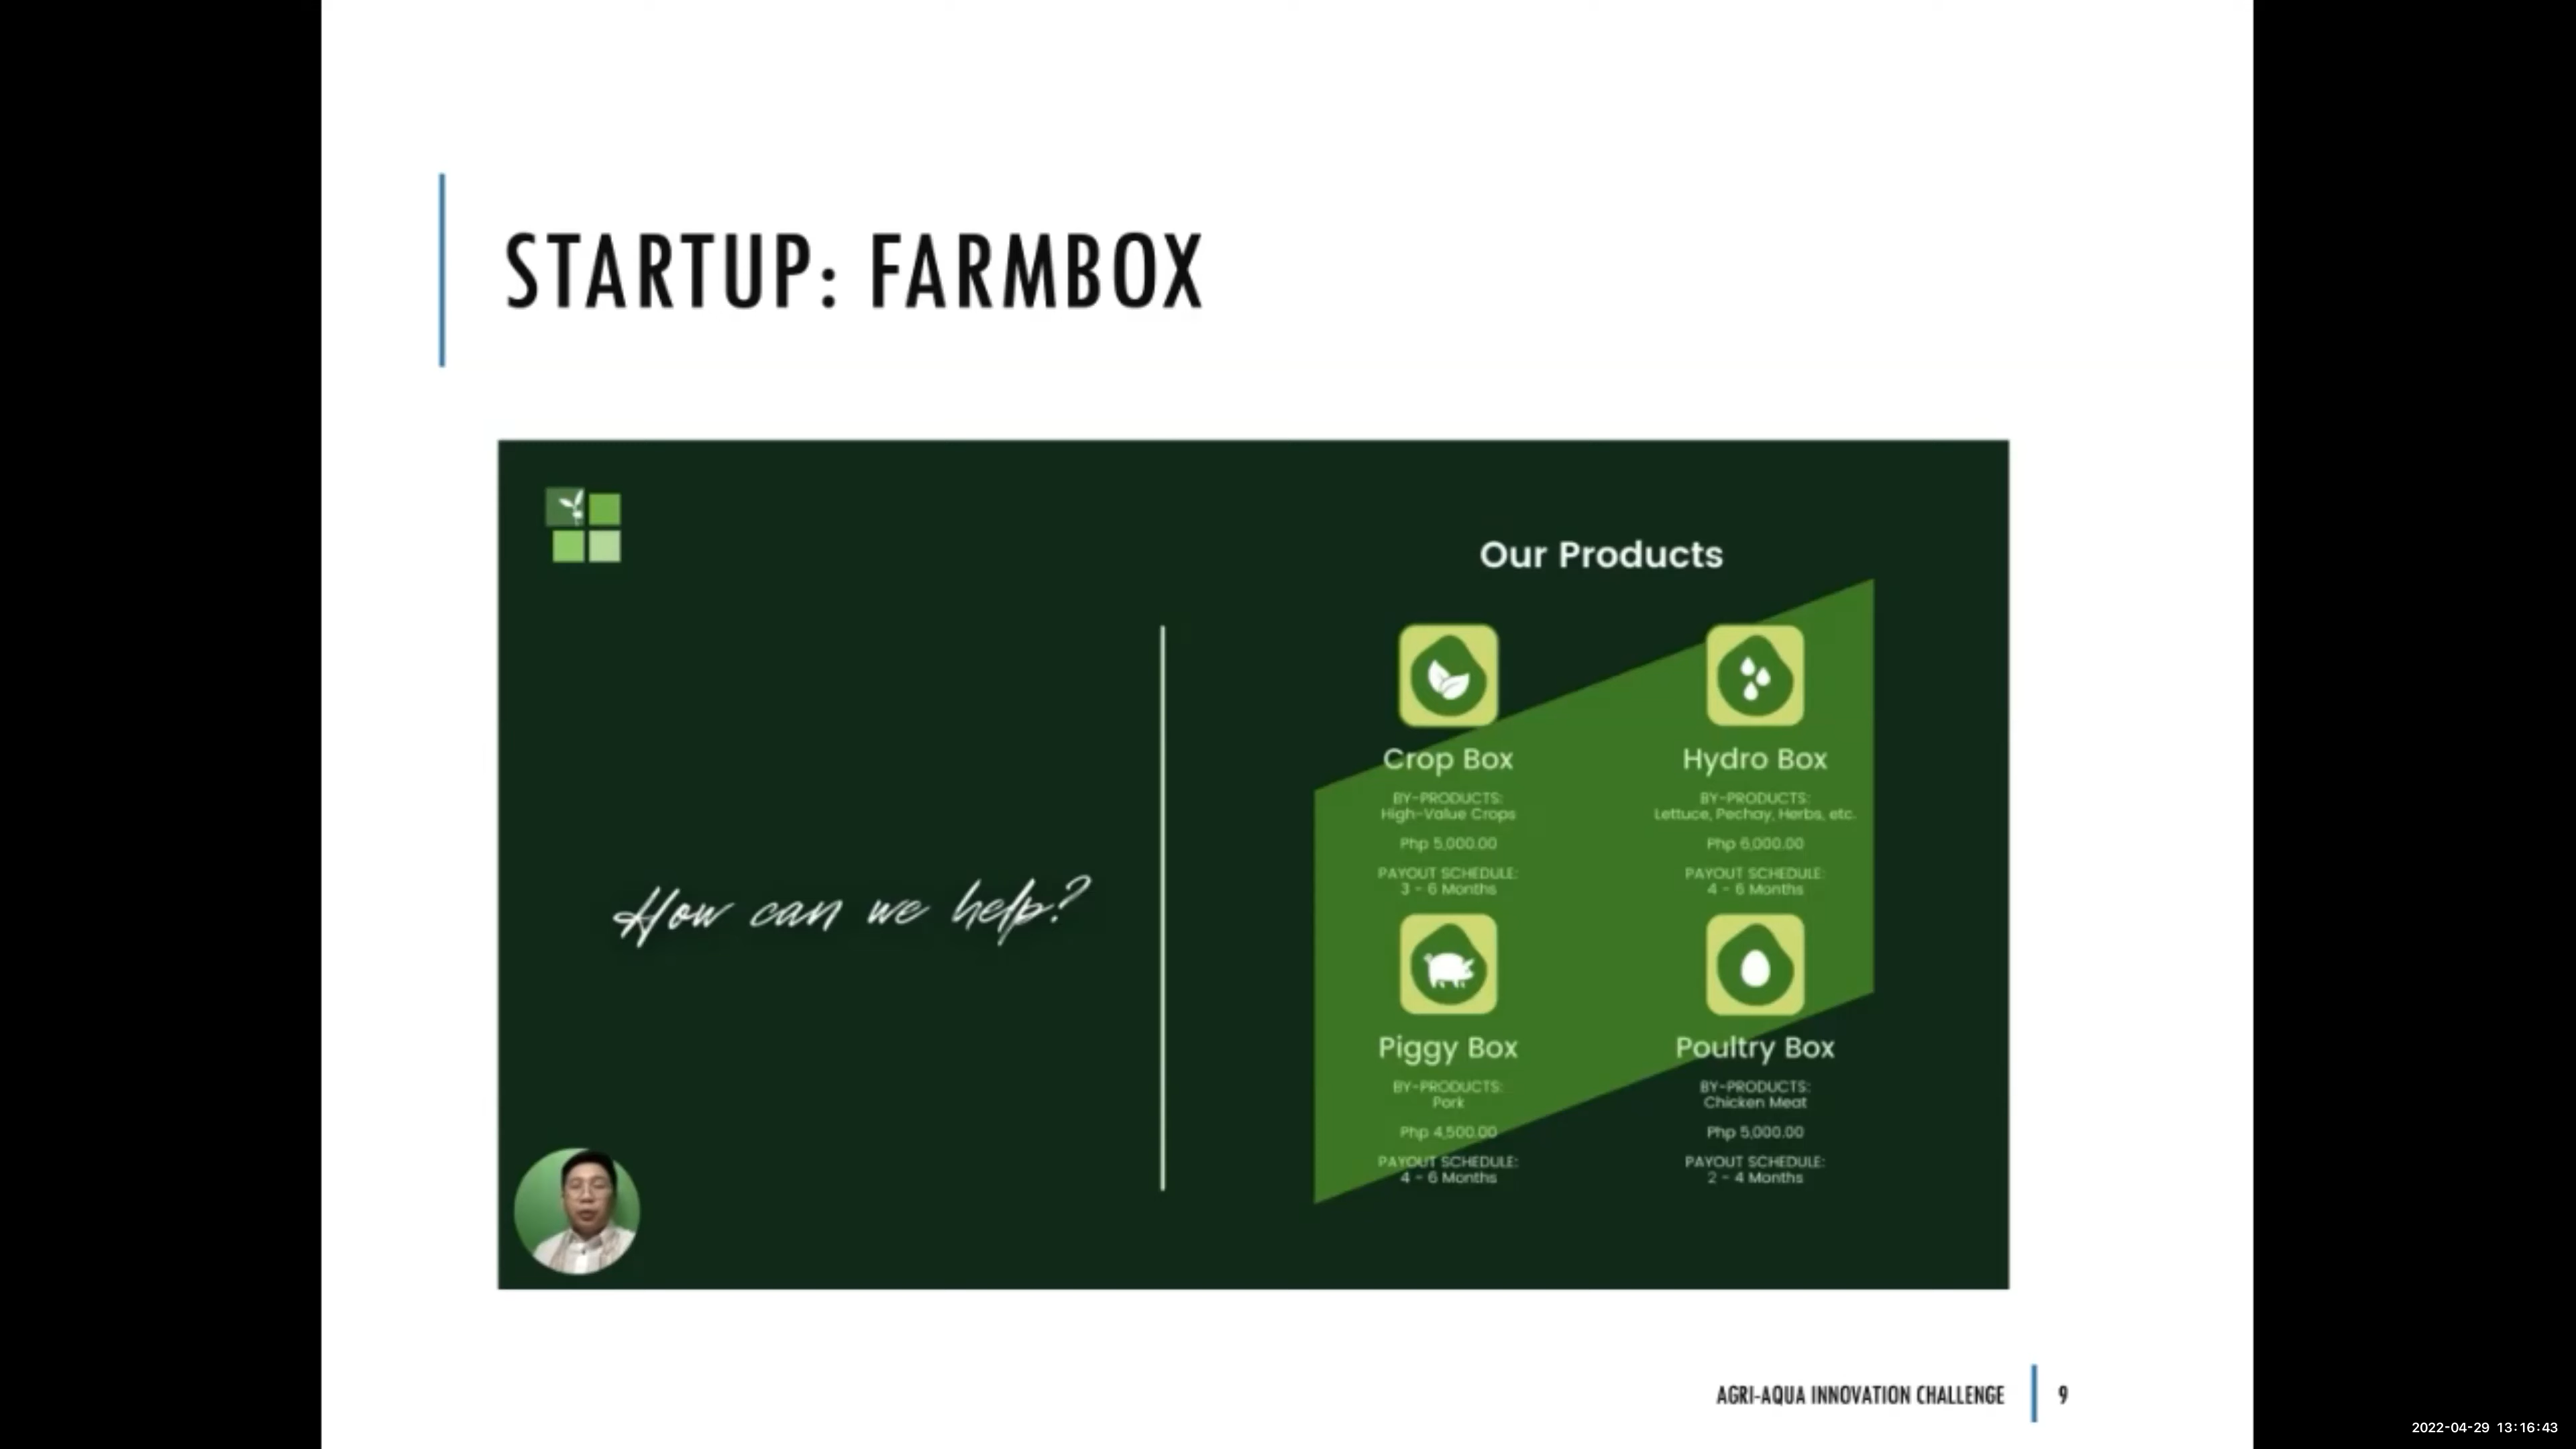 STARTUP: FARMBOX
How can we help?
Our Products
Crop Box
BY-PRODUCTS:
High-Value Crops
Php 5,000.00
PAYOUT SCHEDULE:
3 - 6 Months
Hydro Box
BY-PRODUCTS:
Lettuce, Pechay, Herbs, etc.
Php 6,000.00
PAYOUT SCHEDULE:
4 - 6 Months
Piggy Box
BY-PRODUCTS:
Pork
Php 4,500.00
PAYOUT SCHEDULE:
4 - 6 Months
Poultry Box
BY-PRODUCTS:
Chicken Meat
Php 5,000.00
PAYOUT SCHEDULE:
2 - 4 Months
AGRI-AQUA INNOVATION CHALLENGE
9
2022-04-29 13:16:43